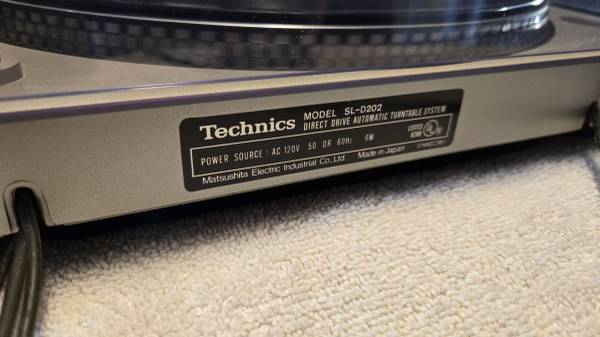 Technics MODEL SL-D202
DIRECT DRIVE AUTOMATIC TURNTABLE SYSTEM
POWER SOURCE : AC 120V 50 OR 60Hz 6W
LISTED
UL
Matsushita Electric Industrial Co., Ltd. Made in Japan